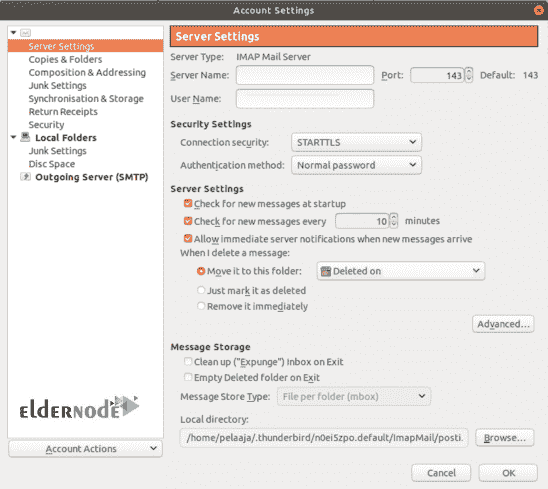 Account Settings
Server Settings
Copies & Folders
Composition & Addressing
Junk Settings
Synchronisation & Storage
Return Receipts
Security
Local Folders
Junk Settings
Disc Space
Outgoing Server (SMTP)
ELDERNODE
Account Actions
Server Settings
Server Type: IMAP Mail Server
Server Name: Port: 143 Default: 143
User Name:
Security Settings
Connection security: STARTTLS
Authentication method: Normal password
Server Settings
Check for new messages at startup
Check for new messages every 10 minutes
Allow immediate server notifications when new messages arrive
When I delete a message:
Move it to this folder: Deleted on
Just mark it as deleted
Remove it immediately
Advanced...
Message Storage
Clean up ("Expunge") Inbox on Exit
Empty Deleted folder on Exit
Message Store Type: File per folder (mbox)
Local directory:
/home/pelaaja/.thunderbird/n0ei5zpo.default/ImapMail/posti. Browse...
Cancel OK